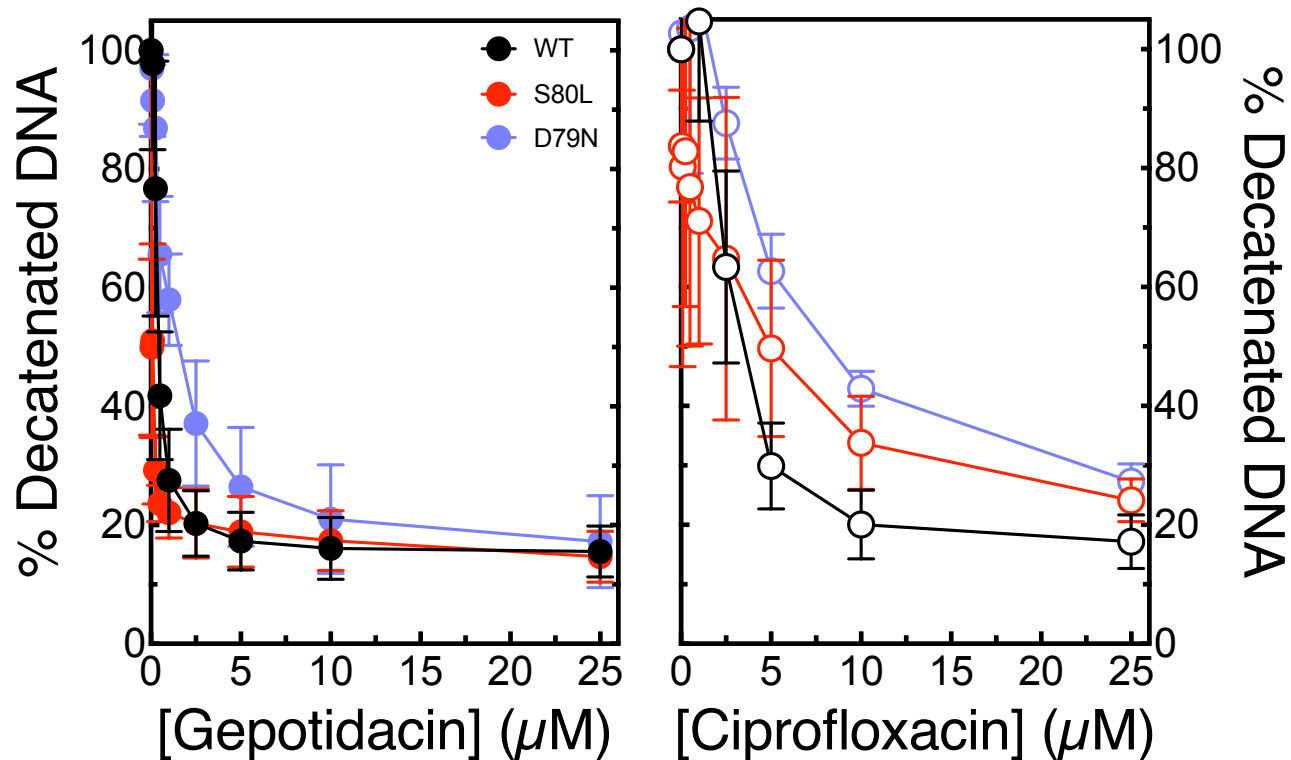 % Decatenated DNA
100
80
60
40
20
0
WT
S80L
D79N
0 5 10 15 20 25
[Gepotidacin] (µM)
100
80
60
40
20
0
% Decatenated DNA
0 5 10 15 20 25
[Ciprofloxacin] (µM)